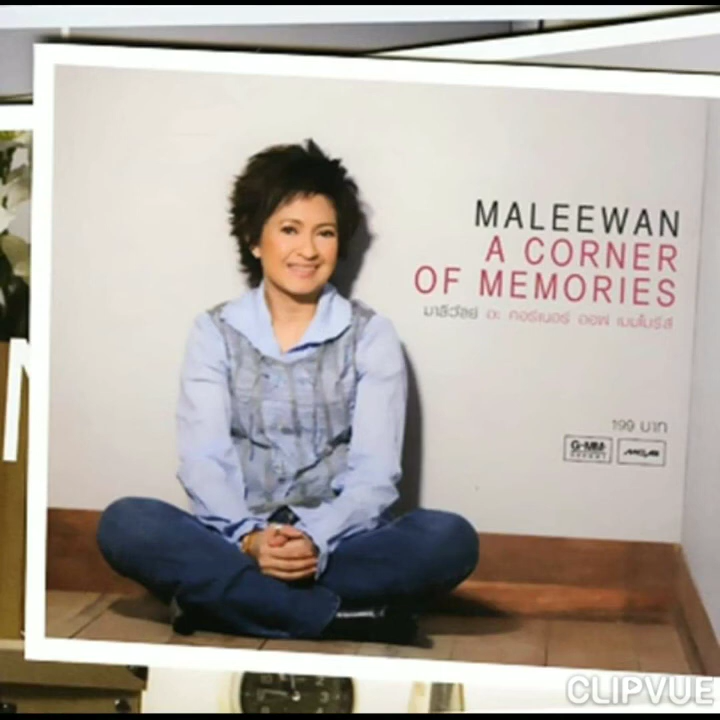 MALEEWAN
A CORNER
OF MEMORIES
มาลีวัลย์ อะ คอร์เนอร์ ออฟ เมมโมรีส์
199 บาท
G-MM
CLIPVUE